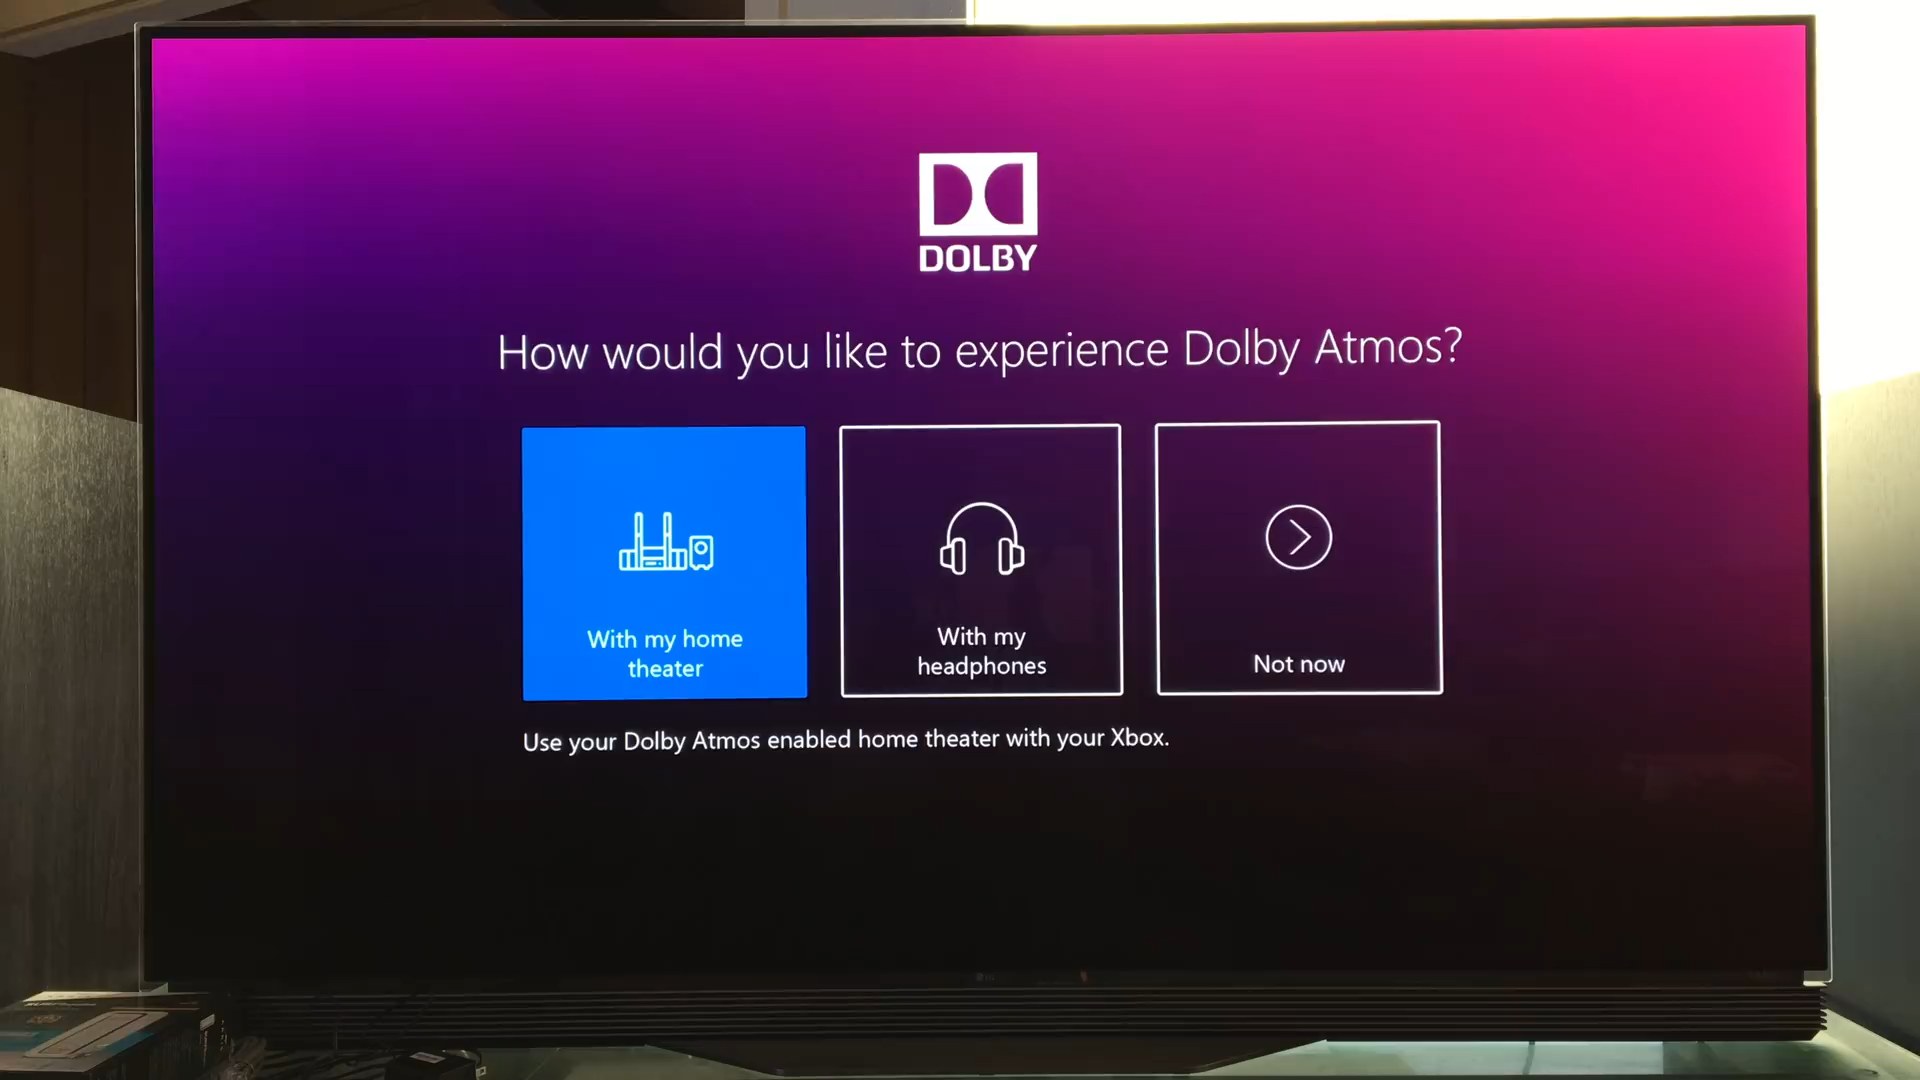 DOLBY
How would you like to experience Dolby Atmos?
With my home
theater
With my
headphones
Not now
Use your Dolby Atmos enabled home theater with your Xbox.